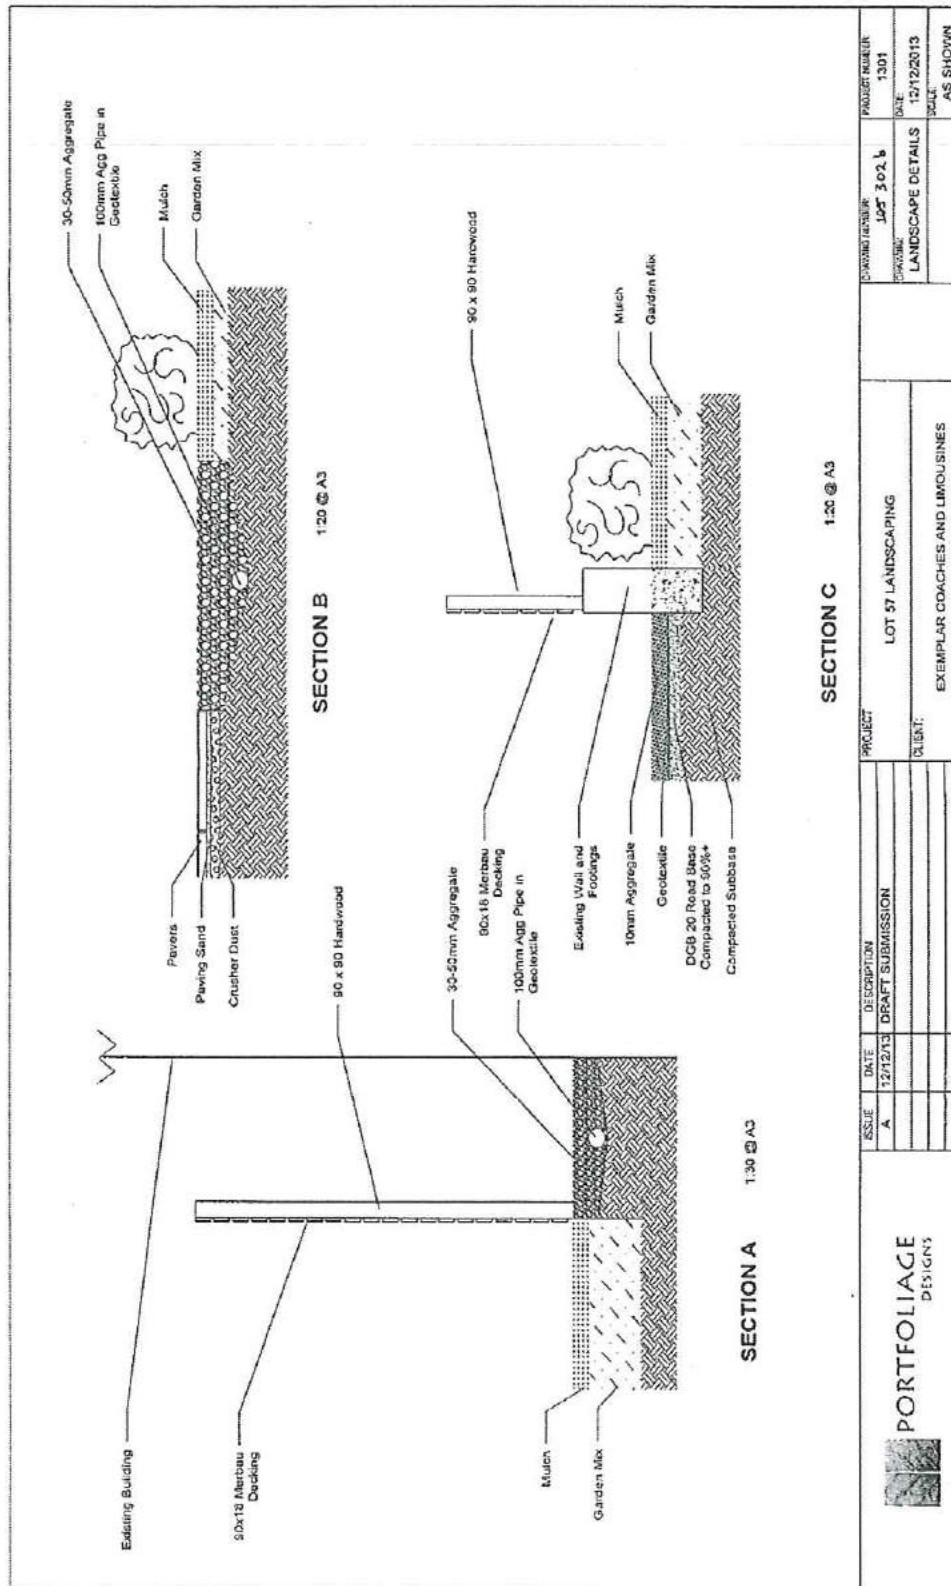 Existing Building
90x18 Merbau
Decking
Mulch
Garden Mix
90 x 90 Hardwood
30-50mm Aggregate
100mm Agg Pipe in
Geotextile
SECTION A
1:30 @ A3
Pavers
Paving Sand
Crusher Dust
30-50mm Aggregate
100mm Agg Pipe in
Geotextile
Mulch
Garden Mix
SECTION B
1:20 @ A3
90x18 Merbau
Decking
Existing Wall and
Footings
10mm Aggregate
Geotextile
DGB 20 Road Base
Compacted to 90%+
Compacted Subbase
90 x 90 Hardwood
Mulch
Garden Mix
SECTION C
1:20 @ A3
PORTFOLIAGE
DESIGNS
ISSUE DATE DESCRIPTION
A 12/12/13 DRAFT SUBMISSION
PROJECT
LOT 57 LANDSCAPING
CLIENT:
EXEMPLAR COACHES AND LIMOUSINES
DRAWING NUMBER:
105 302 b
PROJECT NUMBER
1301
DRAWING:
LANDSCAPE DETAILS
DATE:
12/12/2013
SCALE:
AS SHOWN